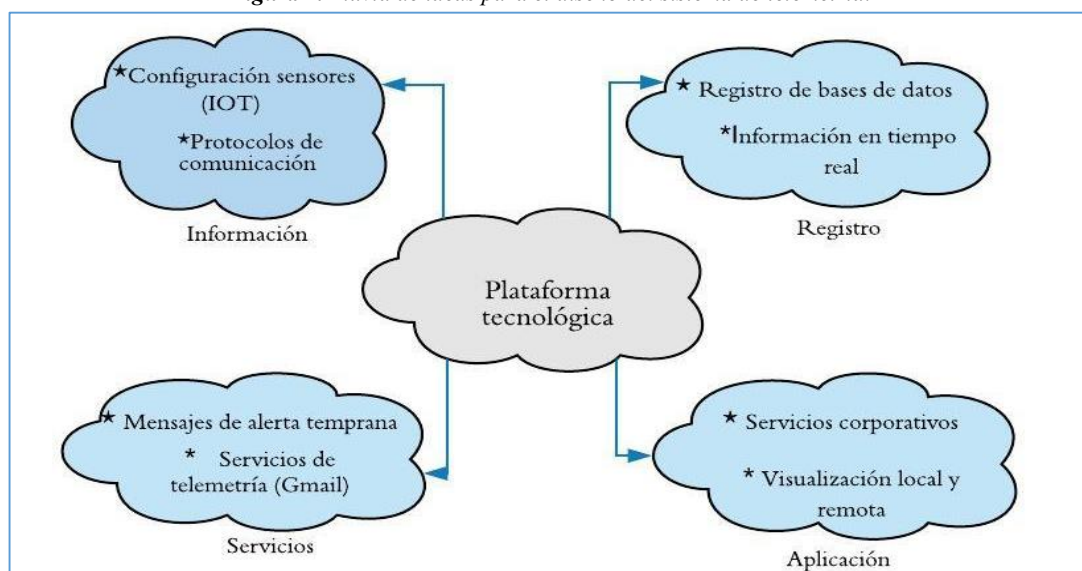 ★Configuración sensores
(IOT)
★Protocolos de
comunicación
Información
★ Registro de bases de datos
*Información en tiempo
real
Registro
Plataforma
tecnológica
★ Mensajes de alerta temprana
* Servicios de
telemetría (Gmail)
Servicios
★ Servicios corporativos
* Visualización local y
remota
Aplicación